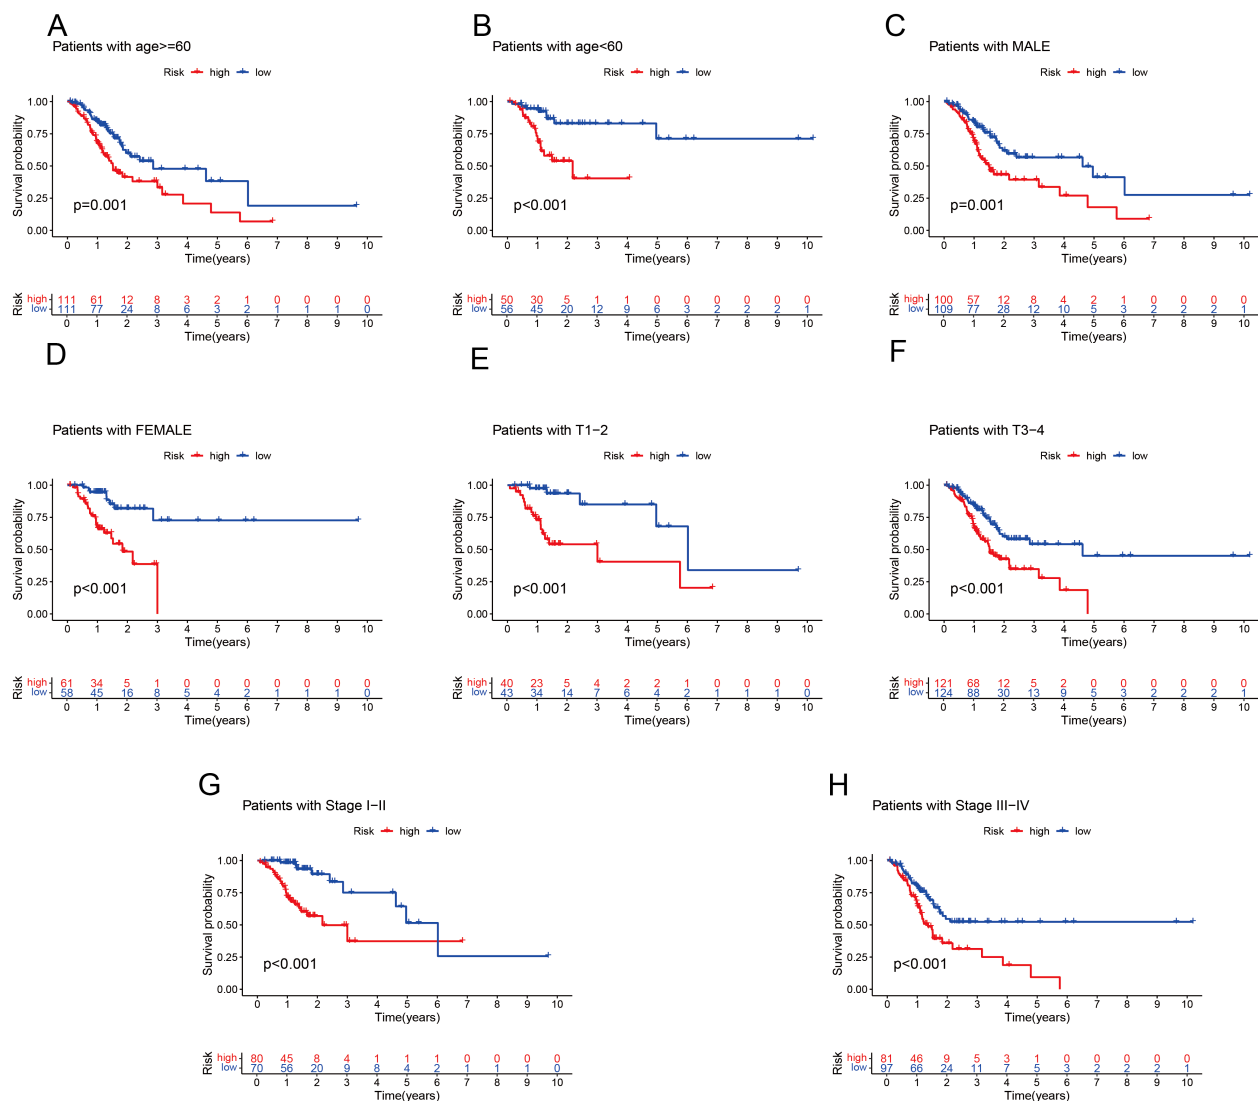 A
Patients with age>=60
Risk high low
Survival probability
1.00
0.75
0.50
0.25
0.00
p=0.001
0 1 2 3 4 5 6 7 8 9 10
Time(years)
Risk
high 111 61 12 8 3 2 1 0 0 0 0
low 111 77 24 8 6 3 2 1 1 1 0
0 1 2 3 4 5 6 7 8 9 10
Time(years)
B
Patients with age<60
Risk high low
Survival probability
1.00
0.75
0.50
0.25
0.00
p<0.001
0 1 2 3 4 5 6 7 8 9 10
Time(years)
Risk
high 50 30 5 1 1 0 0 0 0 0 0
low 56 45 20 12 9 6 3 2 2 2 1
0 1 2 3 4 5 6 7 8 9 10
Time(years)
C
Patients with MALE
Risk high low
Survival probability
1.00
0.75
0.50
0.25
0.00
p=0.001
0 1 2 3 4 5 6 7 8 9 10
Time(years)
Risk
high 100 57 12 8 4 2 1 0 0 0 0
low 109 77 28 12 10 5 3 2 2 2 1
0 1 2 3 4 5 6 7 8 9 10
Time(years)
D
Patients with FEMALE
Risk high low
Survival probability
1.00
0.75
0.50
0.25
0.00
p<0.001
0 1 2 3 4 5 6 7 8 9 10
Time(years)
Risk
high 61 34 5 1 0 0 0 0 0 0 0
low 58 45 16 8 5 4 2 1 1 1 0
0 1 2 3 4 5 6 7 8 9 10
Time(years)
E
Patients with T1−2
Risk high low
Survival probability
1.00
0.75
0.50
0.25
0.00
p<0.001
0 1 2 3 4 5 6 7 8 9 10
Time(years)
Risk
high 40 23 5 4 2 2 1 0 0 0 0
low 43 34 14 7 6 4 2 1 1 1 0
0 1 2 3 4 5 6 7 8 9 10
Time(years)
F
Patients with T3−4
Risk high low
Survival probability
1.00
0.75
0.50
0.25
0.00
p<0.001
0 1 2 3 4 5 6 7 8 9 10
Time(years)
Risk
high 121 68 12 5 2 0 0 0 0 0 0
low 124 88 30 13 9 5 3 2 2 2 1
0 1 2 3 4 5 6 7 8 9 10
Time(years)
G
Patients with Stage I−II
Risk high low
Survival probability
1.00
0.75
0.50
0.25
0.00
p<0.001
0 1 2 3 4 5 6 7 8 9 10
Time(years)
Risk
high 80 45 8 4 1 1 1 0 0 0 0
low 70 56 20 9 8 4 2 1 1 1 0
0 1 2 3 4 5 6 7 8 9 10
Time(years)
H
Patients with Stage III−IV
Risk high low
Survival probability
1.00
0.75
0.50
0.25
0.00
p<0.001
0 1 2 3 4 5 6 7 8 9 10
Time(years)
Risk
high 81 46 9 5 3 1 0 0 0 0 0
low 97 66 24 11 7 5 3 2 2 2 1
0 1 2 3 4 5 6 7 8 9 10
Time(years)